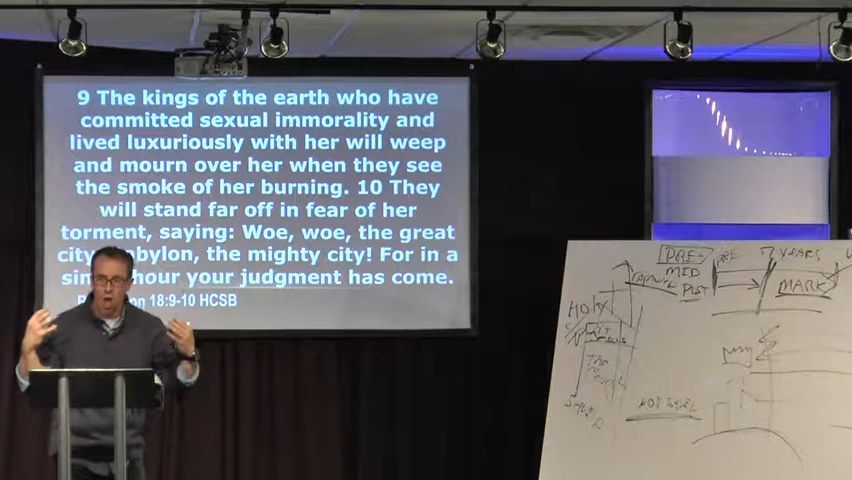 9 The kings of the earth who have
committed sexual immorality and
lived luxuriously with her will weep
and mourn over her when they see
the smoke of her burning. 10 They
will stand far off in fear of her
torment, saying: Woe, woe, the great
city Babylon, the mighty city! For in a
hour your judgment has come.
18:9-10 HCSB
PRE-
MID
POST
PRE
7 YEARS
MARK
HOLY